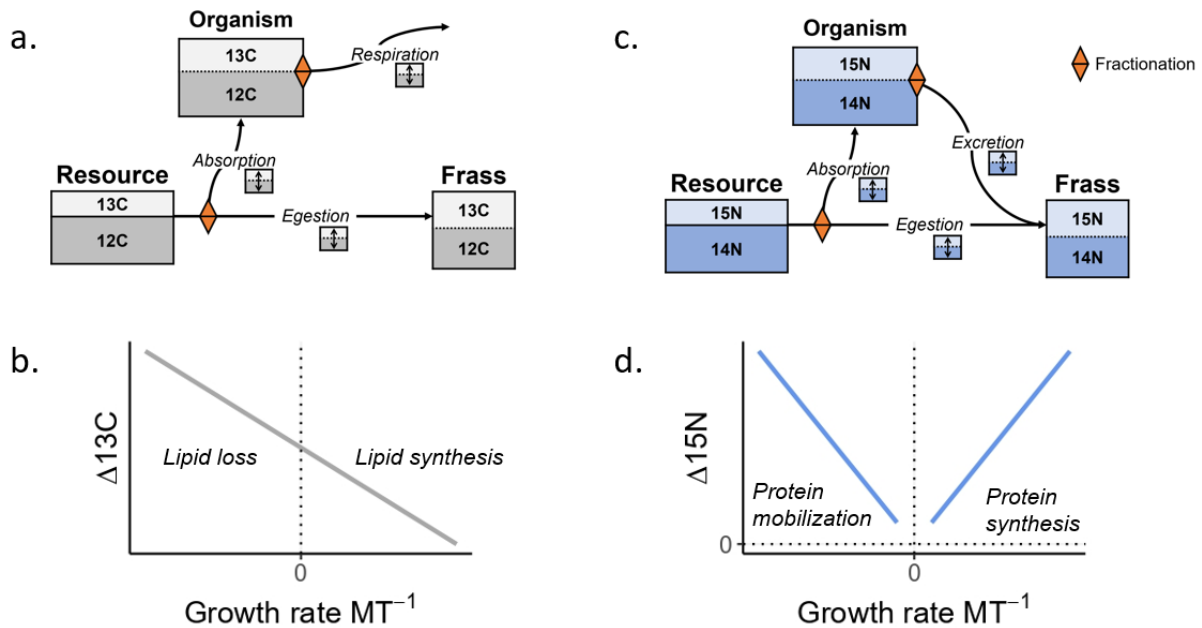 a.
Organism
13C
12C
Respiration
Absorption
Resource
13C
12C
Egestion
Frass
13C
12C
b.
Δ13C
Lipid loss
Lipid synthesis
0
Growth rate MT⁻¹
c.
Organism
15N
14N
Fractionation
Excretion
Absorption
Resource
15N
14N
Egestion
Frass
15N
14N
d.
Δ15N
Protein
mobilization
Protein
synthesis
0
0
Growth rate MT⁻¹